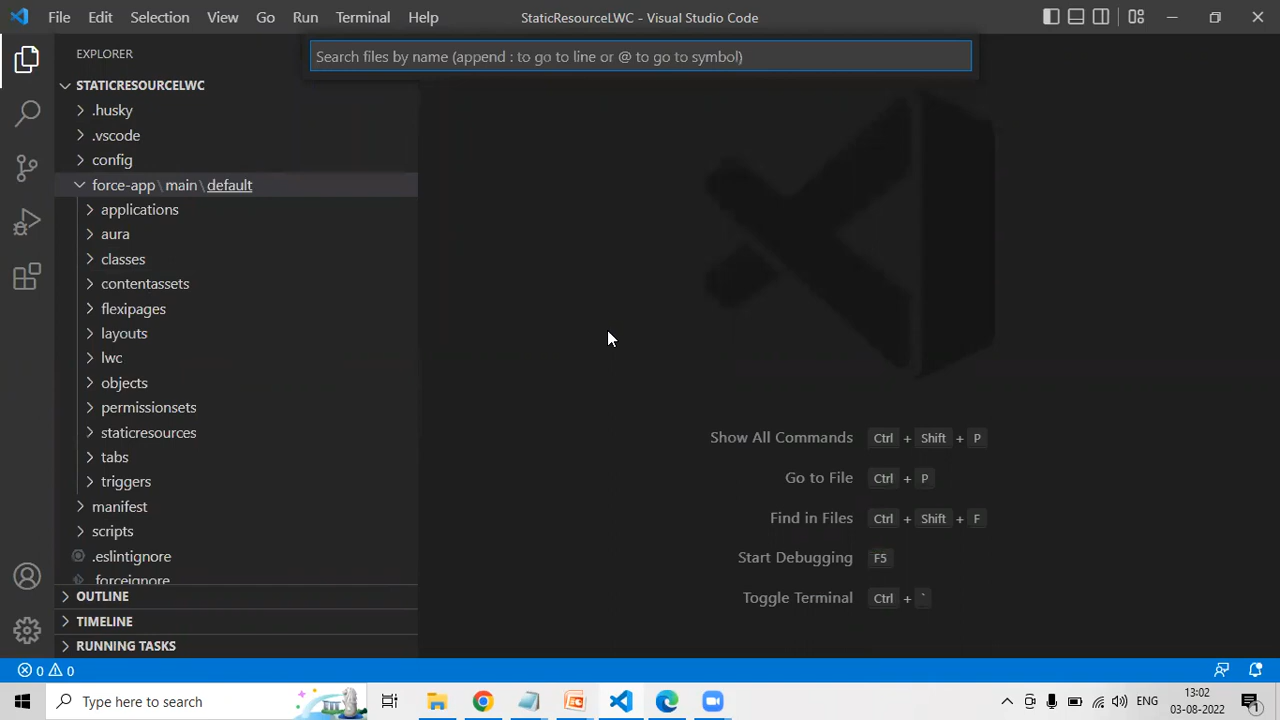 File Edit Selection View Go Run Terminal Help StaticResourceLWC - Visual Studio Code
Search files by name (append : to go to line or @ to go to symbol)
EXPLORER
STATICRESOURCELWC
.husky
.vscode
config
force-app\main\default
applications
aura
classes
contentassets
flexipages
layouts
lwc
objects
permissionsets
staticresources
tabs
triggers
manifest
scripts
.eslintignore
.forceignore
OUTLINE
TIMELINE
RUNNING TASKS
Show All Commands Ctrl + Shift + P
Go to File Ctrl + P
Find in Files Ctrl + Shift + F
Start Debugging F5
Toggle Terminal Ctrl + `
0 0
Type here to search
13:02
03-08-2022
1